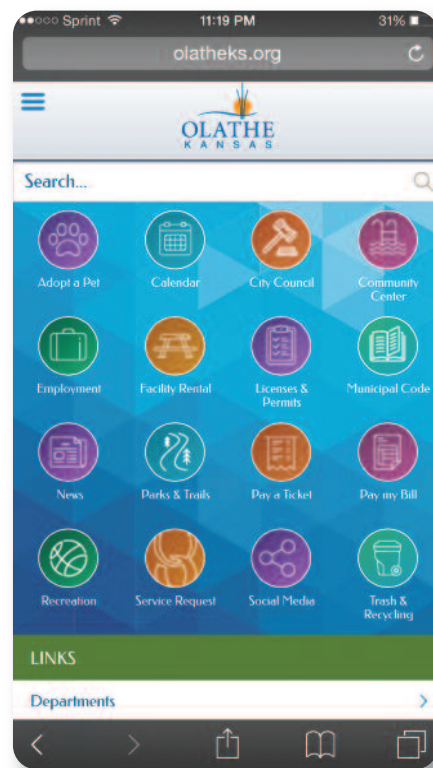 Sprint 11:19 PM 31%
olatheks.org
OLATHE
KANSAS
Search...
Adopt a Pet Calendar City Council Community
Center
Employment Facility Rental Licenses & Municipal Code
Permits
News Parks & Trails Pay a Ticket Pay my Bill
Recreation Service Request Social Media Trash &
Recycling
LINKS
Departments